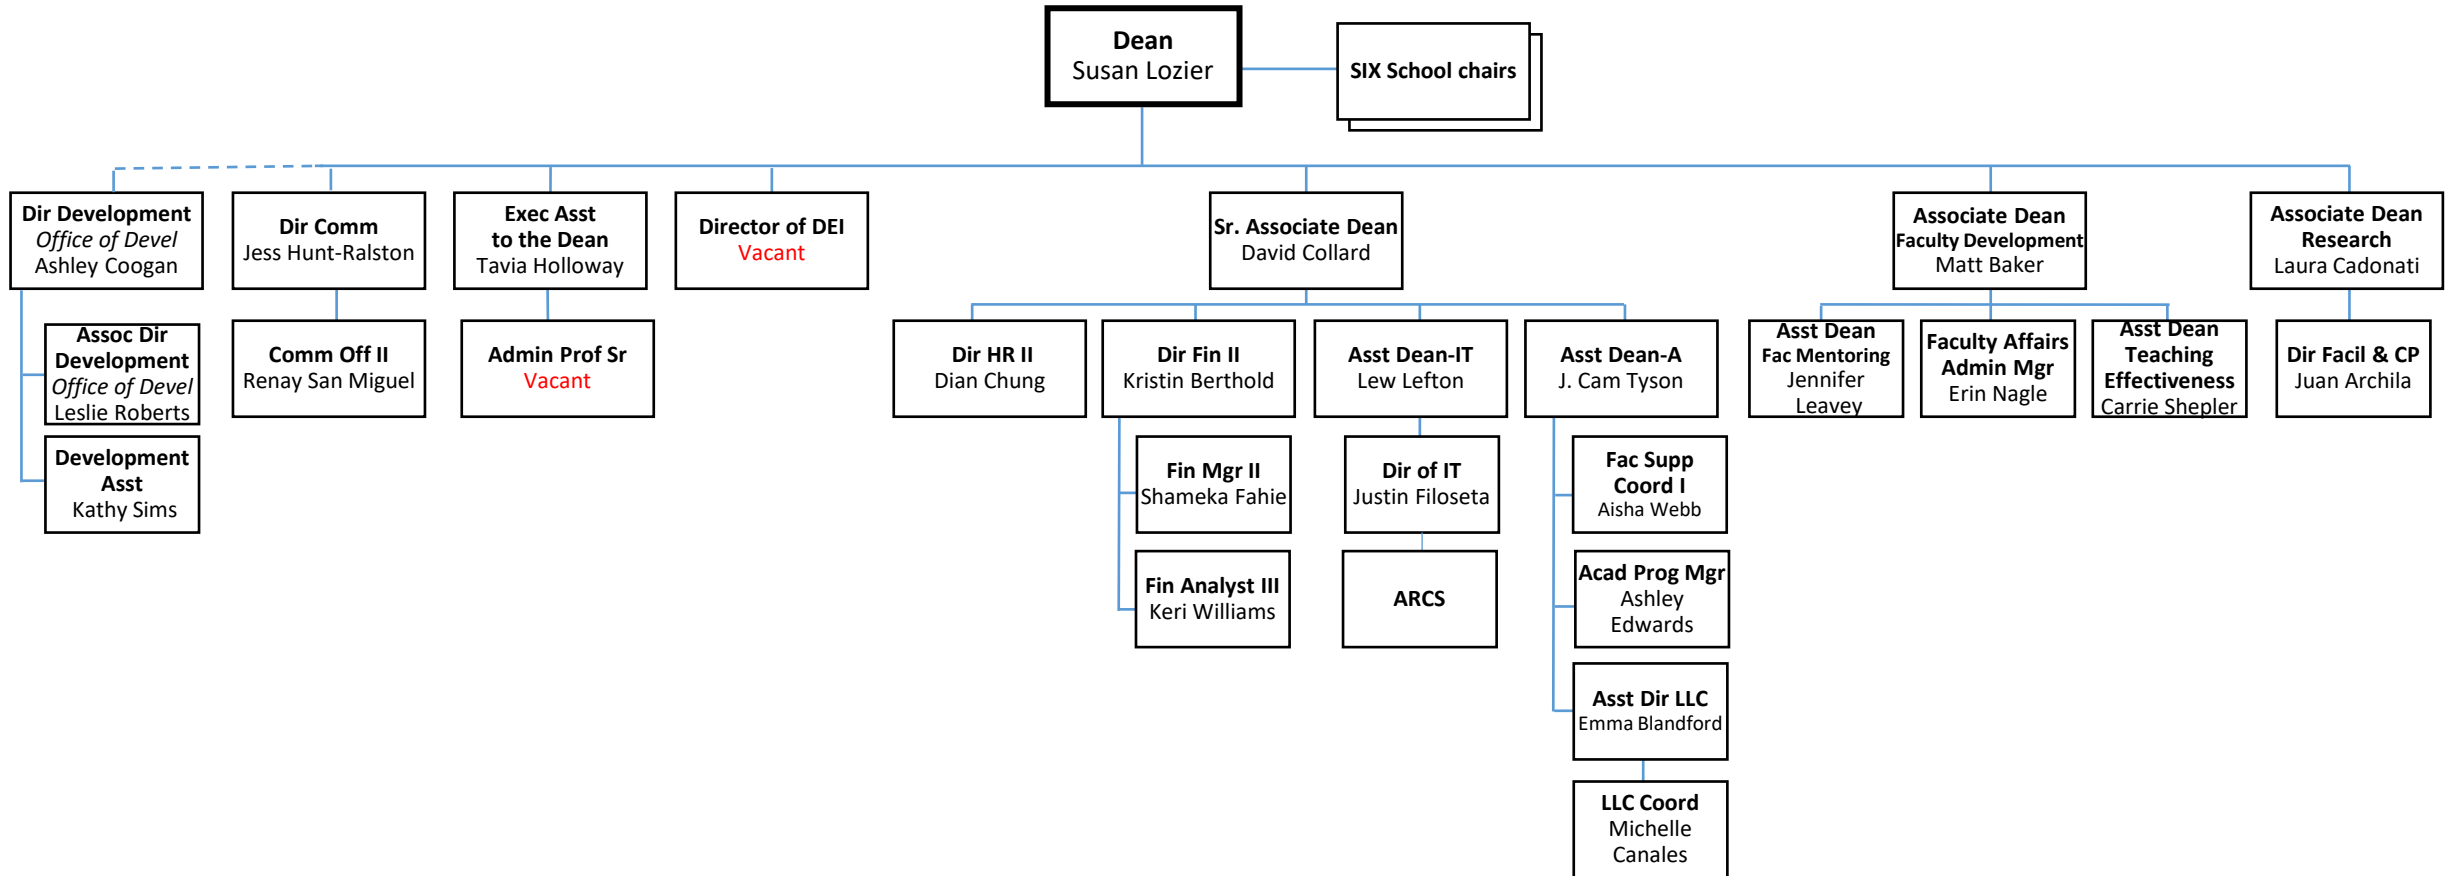 Dean
Susan Lozier
SIX School chairs
Dir Development
Office of Devel
Ashley Coogan
Dir Comm
Jess Hunt-Ralston
Exec Asst
to the Dean
Tavia Holloway
Director of DEI
Vacant
Sr. Associate Dean
David Collard
Associate Dean
Faculty Development
Matt Baker
Associate Dean
Research
Laura Cadonati
Assoc Dir
Development
Office of Devel
Leslie Roberts
Comm Off II
Renay San Miguel
Admin Prof Sr
Vacant
Dir HR II
Dian Chung
Dir Fin II
Kristin Berthold
Asst Dean-IT
Lew Lefton
Asst Dean-A
J. Cam Tyson
Asst Dean
Fac Mentoring
Jennifer
Leavey
Faculty Affairs
Admin Mgr
Erin Nagle
Asst Dean
Teaching
Effectiveness
Carrie Shepler
Dir Facil & CP
Juan Archila
Development
Asst
Kathy Sims
Fin Mgr II
Shameka Fahie
Dir of IT
Justin Filoseta
Fac Supp
Coord I
Aisha Webb
Fin Analyst III
Keri Williams
ARCS
Acad Prog Mgr
Ashley
Edwards
Asst Dir LLC
Emma Blandford
LLC Coord
Michelle
Canales